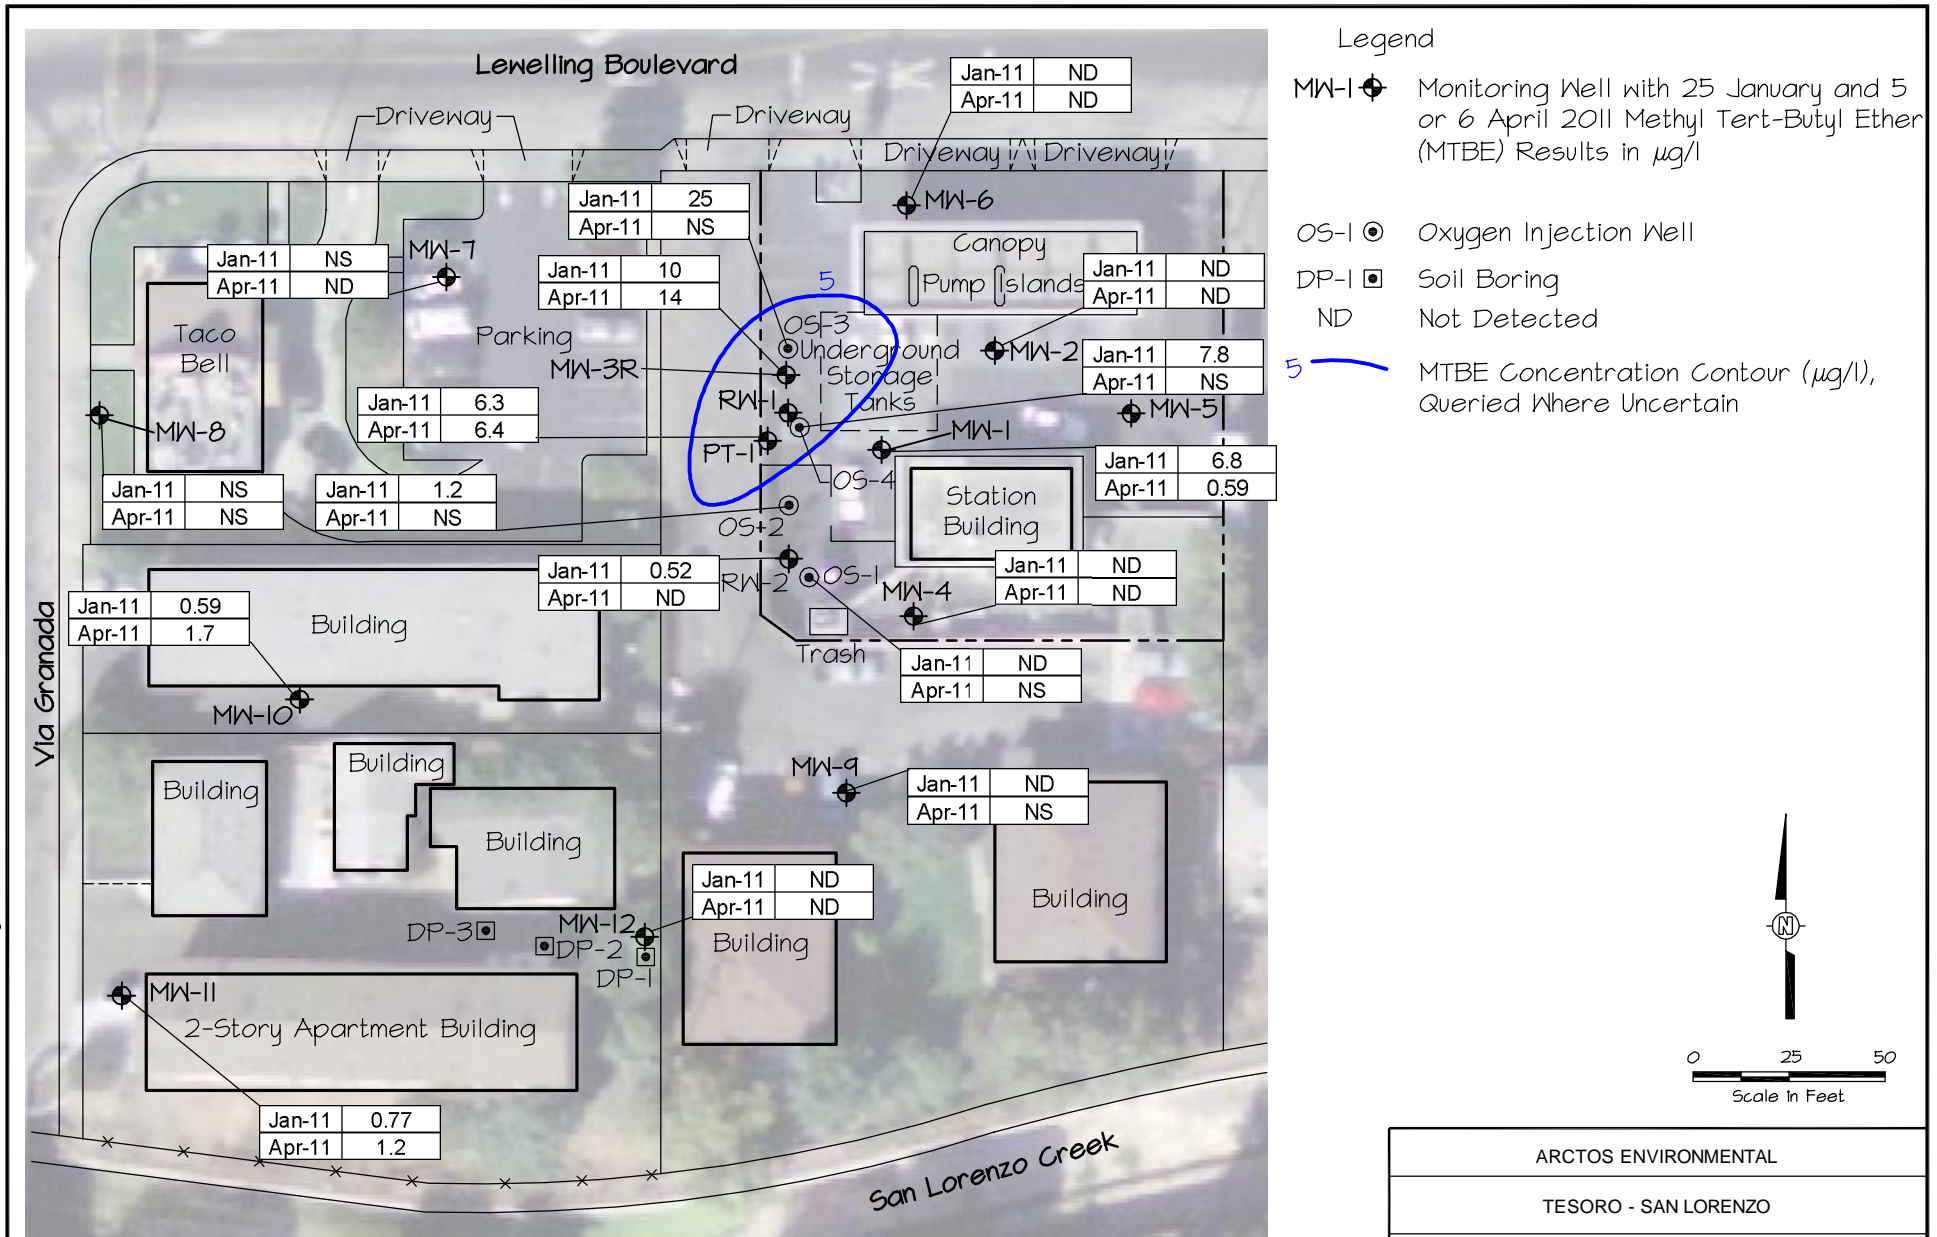 Lewelling Boulevard
Driveway
Driveway
Driveway
Driveway
Jan-11 ND
Apr-11 ND
MW-6
Jan-11 25
Apr-11 NS
Jan-11 NS
Apr-11 ND
MW-7
Jan-11 10
Apr-11 14
5
Canopy
Pump Islands
Jan-11 ND
Apr-11 ND
Taco
Bell
Parking
OS-3
Underground
Storage
Tanks
MW-3R
MW-2
Jan-11 7.8
Apr-11 NS
MW-5
RW-1
Jan-11 6.3
Apr-11 6.4
MW-8
MW-1
PT-1
OS-4
Jan-11 6.8
Apr-11 0.59
Jan-11 NS
Apr-11 NS
Jan-11 1.2
Apr-11 NS
Station
Building
OS-2
Jan-11 0.52
Apr-11 ND
RW-2
OS-1
Jan-11 ND
Apr-11 ND
MW-4
Jan-11 0.59
Apr-11 1.7
Building
Trash
Jan-11 ND
Apr-11 NS
Via Granada
MW-10
Building
Building
Building
MW-9
Jan-11 ND
Apr-11 NS
Jan-11 ND
Apr-11 ND
Building
Building
DP-3
DP-2
MW-12
DP-1
MW-11
2-Story Apartment Building
Jan-11 0.77
Apr-11 1.2
San Lorenzo Creek
Legend
MW-1 Monitoring Well with 25 January and 5
or 6 April 2011 Methyl Tert-Butyl Ether
(MTBE) Results in µg/l
OS-1 Oxygen Injection Well
DP-1 Soil Boring
ND Not Detected
5 MTBE Concentration Contour (µg/l),
Queried Where Uncertain
N
0 25 50
Scale in Feet
ARCTOS ENVIRONMENTAL
TESORO - SAN LORENZO